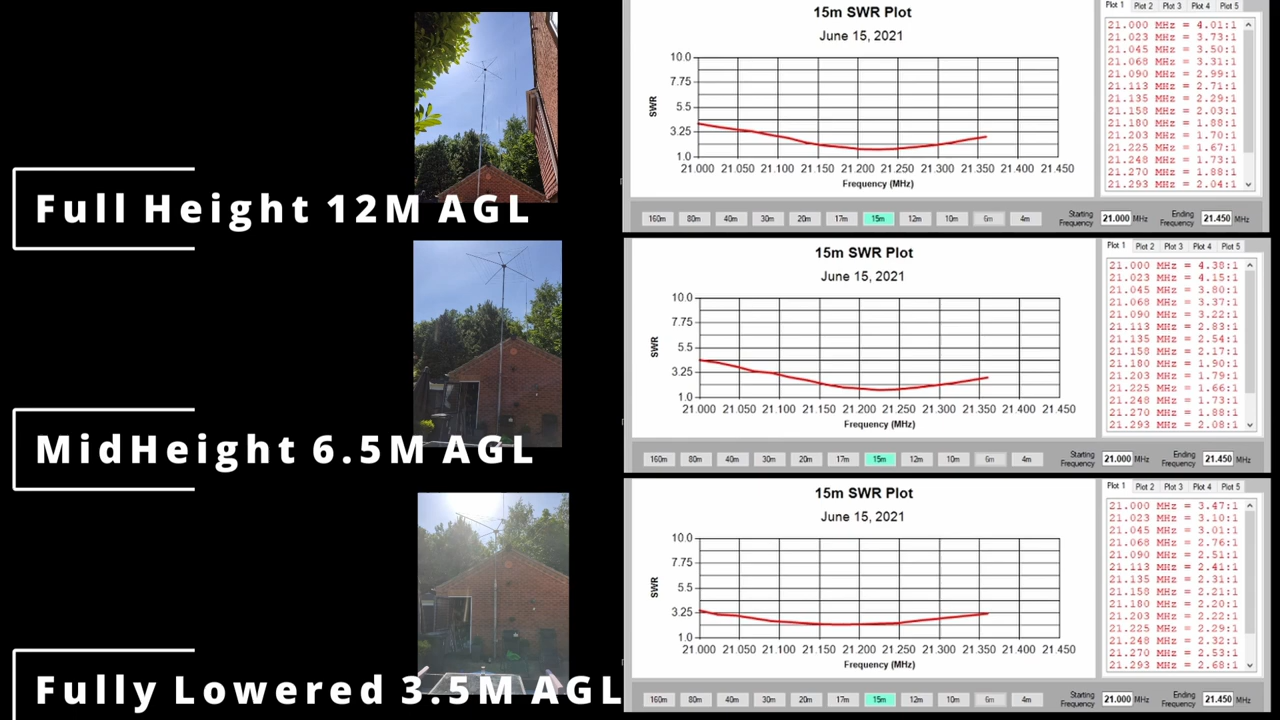 Full Height 12M AGL
15m SWR Plot
June 15, 2021
SWR
10.0
7.75
5.5
3.25
1.0
21.000 21.050 21.100 21.150 21.200 21.250 21.300 21.350 21.400 21.450
Frequency (MHz)
160m 80m 40m 30m 20m 17m 15m 12m 10m 6m 4m
Starting Frequency 21.000 MHz Ending Frequency 21.450 MHz
Plot 1 Plot 2 Plot 3 Plot 4 Plot 5
21.000 MHz = 4.01:1
21.023 MHz = 3.73:1
21.045 MHz = 3.50:1
21.068 MHz = 3.31:1
21.090 MHz = 2.99:1
21.113 MHz = 2.71:1
21.135 MHz = 2.29:1
21.158 MHz = 2.03:1
21.180 MHz = 1.88:1
21.203 MHz = 1.70:1
21.225 MHz = 1.67:1
21.248 MHz = 1.73:1
21.270 MHz = 1.88:1
21.293 MHz = 2.04:1
MidHeight 6.5M AGL
15m SWR Plot
June 15, 2021
SWR
10.0
7.75
5.5
3.25
1.0
21.000 21.050 21.100 21.150 21.200 21.250 21.300 21.350 21.400 21.450
Frequency (MHz)
160m 80m 40m 30m 20m 17m 15m 12m 10m 6m 4m
Starting Frequency 21.000 MHz Ending Frequency 21.450 MHz
Plot 1 Plot 2 Plot 3 Plot 4 Plot 5
21.000 MHz = 4.38:1
21.023 MHz = 4.15:1
21.045 MHz = 3.80:1
21.068 MHz = 3.37:1
21.090 MHz = 3.22:1
21.113 MHz = 2.83:1
21.135 MHz = 2.54:1
21.158 MHz = 2.17:1
21.180 MHz = 1.90:1
21.203 MHz = 1.79:1
21.225 MHz = 1.66:1
21.248 MHz = 1.73:1
21.270 MHz = 1.88:1
21.293 MHz = 2.08:1
Fully Lowered 3.5M AGL
15m SWR Plot
June 15, 2021
SWR
10.0
7.75
5.5
3.25
1.0
21.000 21.050 21.100 21.150 21.200 21.250 21.300 21.350 21.400 21.450
Frequency (MHz)
160m 80m 40m 30m 20m 17m 15m 12m 10m 6m 4m
Starting Frequency 21.000 MHz Ending Frequency 21.450 MHz
Plot 1 Plot 2 Plot 3 Plot 4 Plot 5
21.000 MHz = 3.47:1
21.023 MHz = 3.10:1
21.045 MHz = 3.01:1
21.068 MHz = 2.76:1
21.090 MHz = 2.51:1
21.113 MHz = 2.41:1
21.135 MHz = 2.31:1
21.158 MHz = 2.21:1
21.180 MHz = 2.20:1
21.203 MHz = 2.22:1
21.225 MHz = 2.29:1
21.248 MHz = 2.32:1
21.270 MHz = 2.53:1
21.293 MHz = 2.68:1